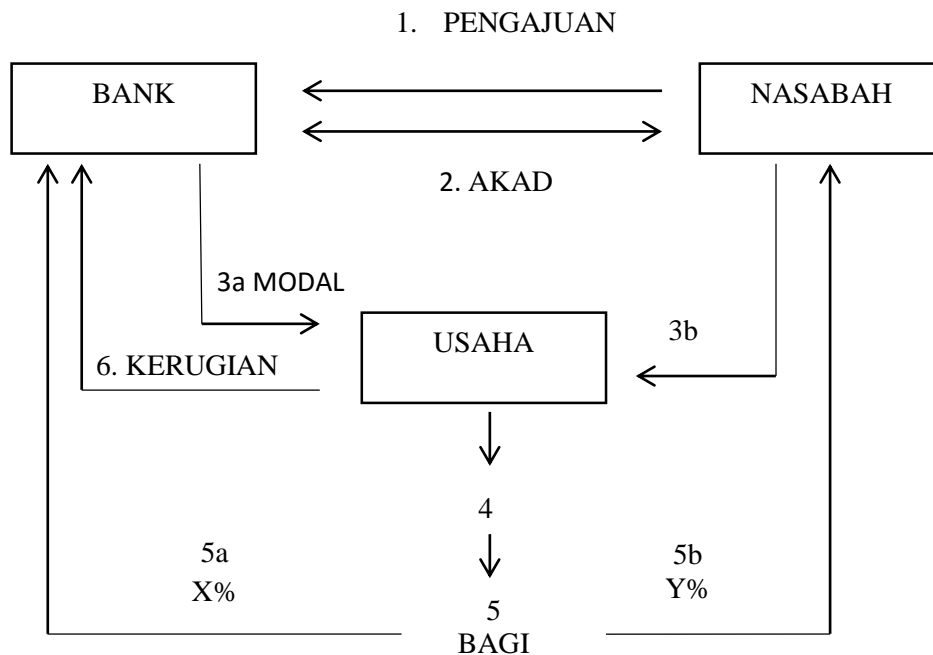 1. PENGAJUAN
BANK
NASABAH
2. AKAD
3a MODAL
USAHA
3b
6. KERUGIAN
4
5a
X%
5b
Y%
5
BAGI